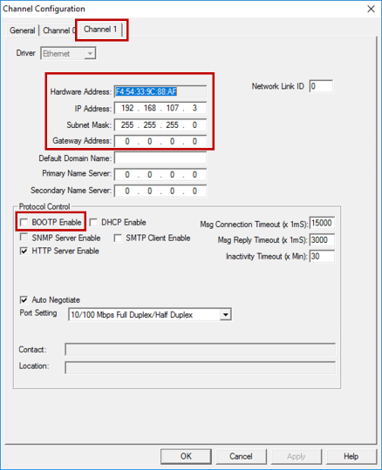 Channel Configuration
General Channel 0 Channel 1
Driver Ethernet
Hardware Address: F4:54:33:9C:88:AF Network Link ID 0
IP Address: 192 . 168 . 107 . 3
Subnet Mask: 255 . 255 . 255 . 0
Gateway Address: 0 . 0 . 0 . 0
Default Domain Name:
Primary Name Server: 0 . 0 . 0 . 0
Secondary Name Server: 0 . 0 . 0 . 0
Protocol Control
BOOTP Enable DHCP Enable Msg Connection Timeout (x 1mS): 15000
SNMP Server Enable SMTP Client Enable Msg Reply Timeout (x 1mS): 3000
HTTP Server Enable Inactivity Timeout (x Min): 30
Auto Negotiate
Port Setting 10/100 Mbps Full Duplex/Half Duplex
Contact:
Location:
OK Cancel Apply Help